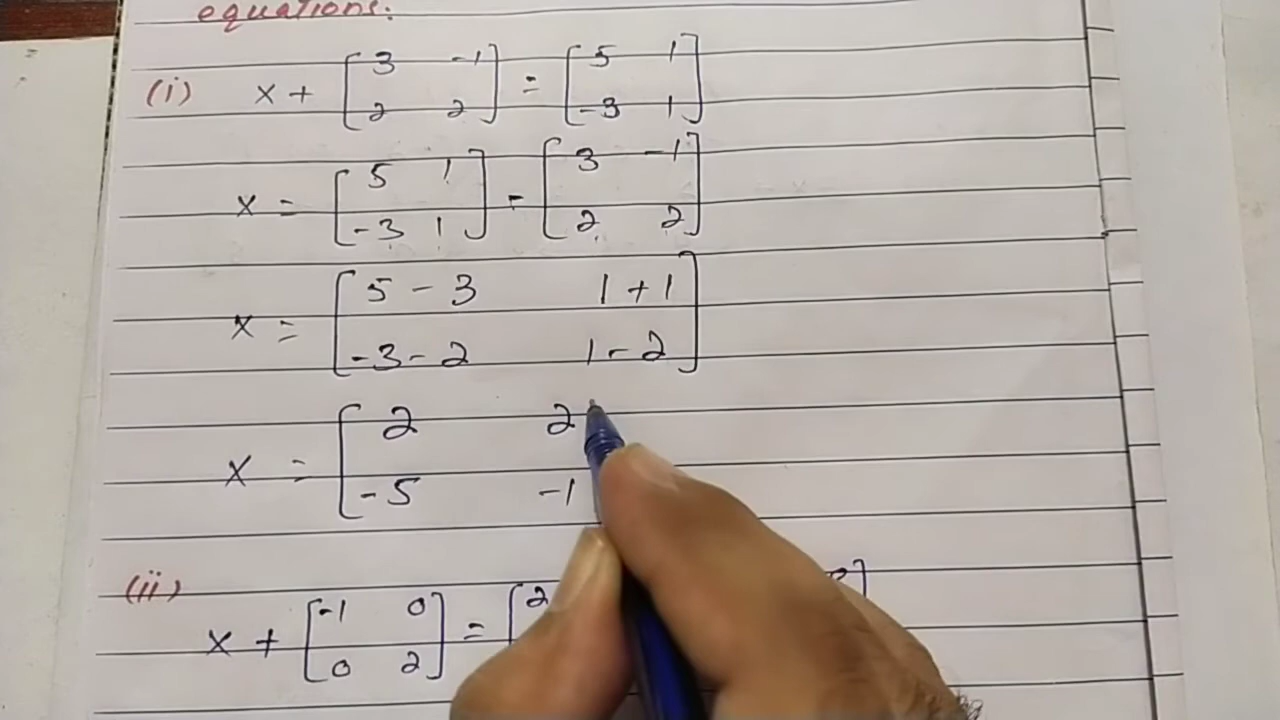 equations:
(i) x + [3 -1] = [5 1]
[2 2] [-3 1]
x = [5 1] - [3 -1]
[-3 1] [2 2]
x = [5 - 3 1 + 1]
[-3 - 2 1 - 2]
x = [2 2
[-5 -1
(ii)
x + [-1 0] = [2
[0 2]